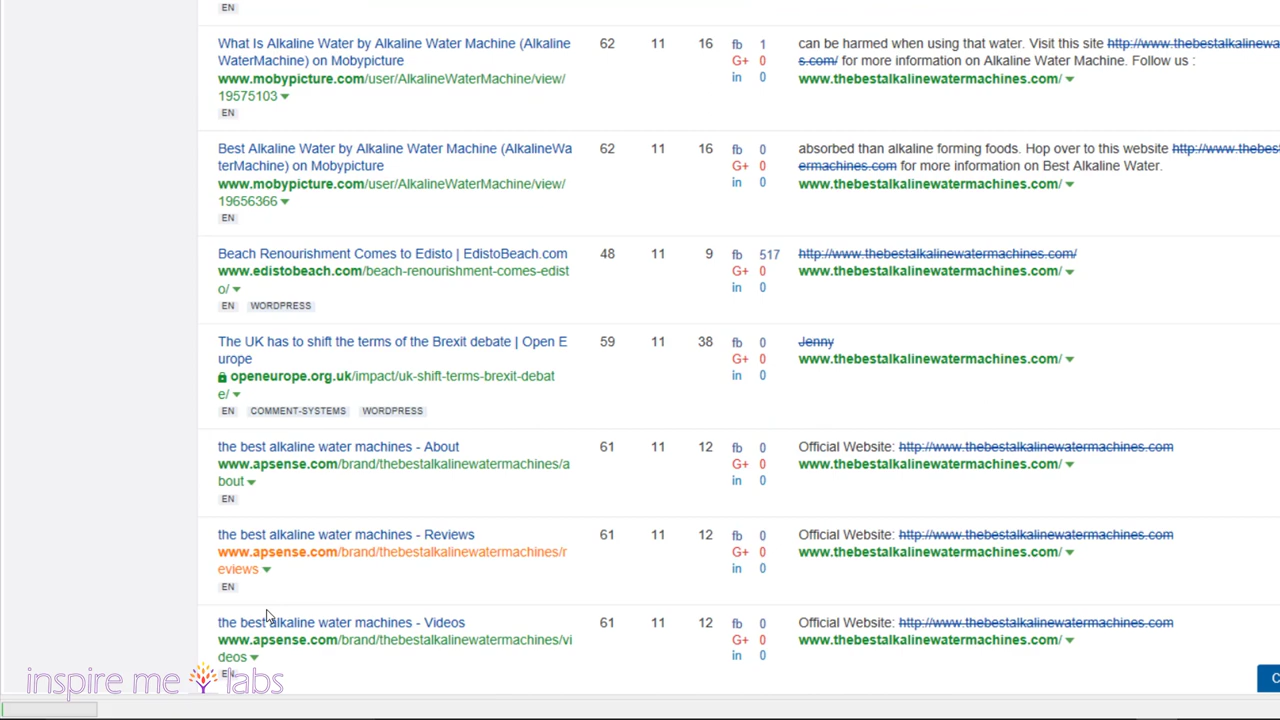 EN
What Is Alkaline Water by Alkaline Water Machine (Alkaline 62 11 16 fb 1 can be harmed when using that water. Visit this site http://www.thebestalkalinewa
WaterMachine) on Mobypicture G+ 0 s.com/ for more information on Alkaline Water Machine. Follow us :
www.mobypicture.com/user/AlkalineWaterMachine/view/ in 0 www.thebestalkalinewatermachines.com/
19575103
EN
Best Alkaline Water by Alkaline Water Machine (AlkalineWa 62 11 16 fb 0 absorbed than alkaline forming foods. Hop over to this website http://www.thebes
terMachine) on Mobypicture G+ 0 ermachines.com for more information on Best Alkaline Water.
www.mobypicture.com/user/AlkalineWaterMachine/view/ in 0 www.thebestalkalinewatermachines.com/
19656366
EN
Beach Renourishment Comes to Edisto | EdistoBeach.com 48 11 9 fb 517 http://www.thebestalkalinewatermachines.com/
www.edistobeach.com/beach-renourishment-comes-edist G+ 0 www.thebestalkalinewatermachines.com/
o/ in 0
EN WORDPRESS
The UK has to shift the terms of the Brexit debate | Open E 59 11 38 fb 0 Jenny
urope G+ 0 www.thebestalkalinewatermachines.com/
openeurope.org.uk/impact/uk-shift-terms-brexit-debat in 0
e/
EN COMMENT-SYSTEMS WORDPRESS
the best alkaline water machines - About 61 11 12 fb 0 Official Website: http://www.thebestalkalinewatermachines.com
www.apsense.com/brand/thebestalkalinewatermachines/a G+ 0 www.thebestalkalinewatermachines.com/
bout in 0
EN
the best alkaline water machines - Reviews 61 11 12 fb 0 Official Website: http://www.thebestalkalinewatermachines.com
www.apsense.com/brand/thebestalkalinewatermachines/r G+ 0 www.thebestalkalinewatermachines.com/
eviews in 0
EN
the best alkaline water machines - Videos 61 11 12 fb 0 Official Website: http://www.thebestalkalinewatermachines.com
www.apsense.com/brand/thebestalkalinewatermachines/vi G+ 0 www.thebestalkalinewatermachines.com/
deos in 0
EN
inspire me labs